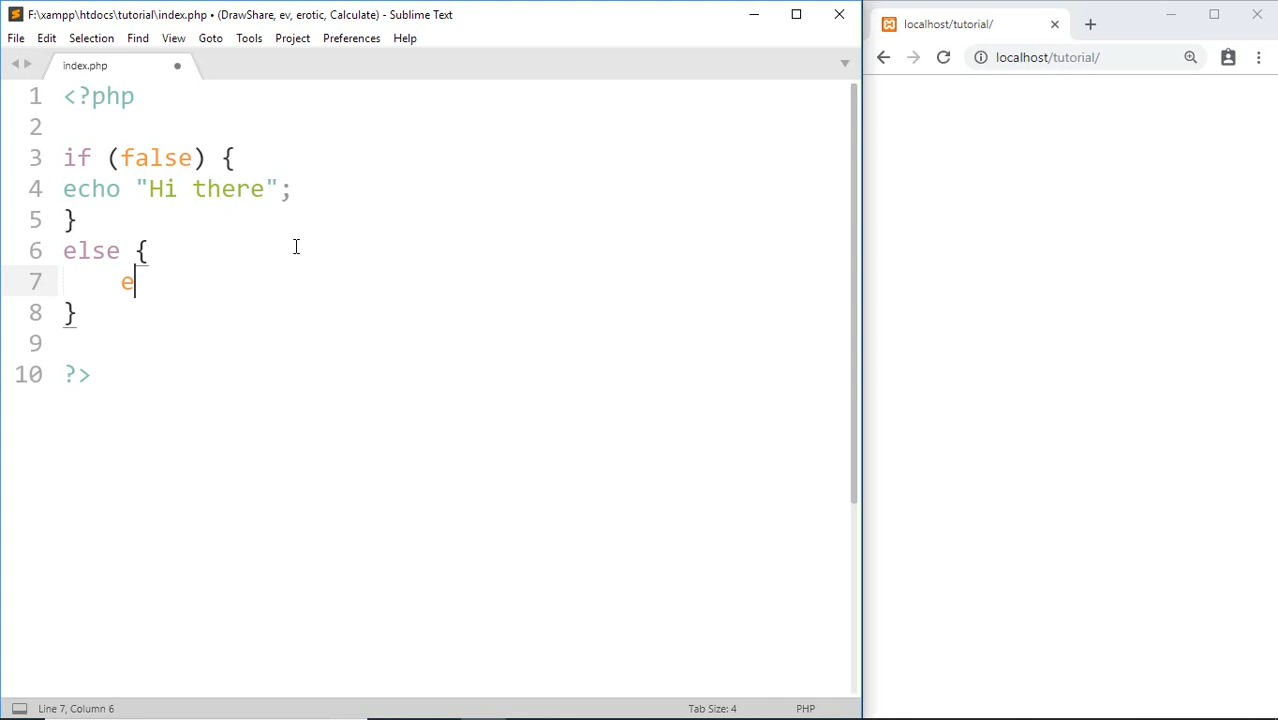 F:\xampp\htdocs\tutorial\index.php • (DrawShare, ev, erotic, Calculate) - Sublime Text
File Edit Selection Find View Goto Tools Project Preferences Help
index.php
1 <?php
2
3 if (false) {
4 echo "Hi there";
5 }
6 else {
7 e
8 }
9
10 ?>
Line 7, Column 6
Tab Size: 4
PHP
localhost/tutorial/
localhost/tutorial/